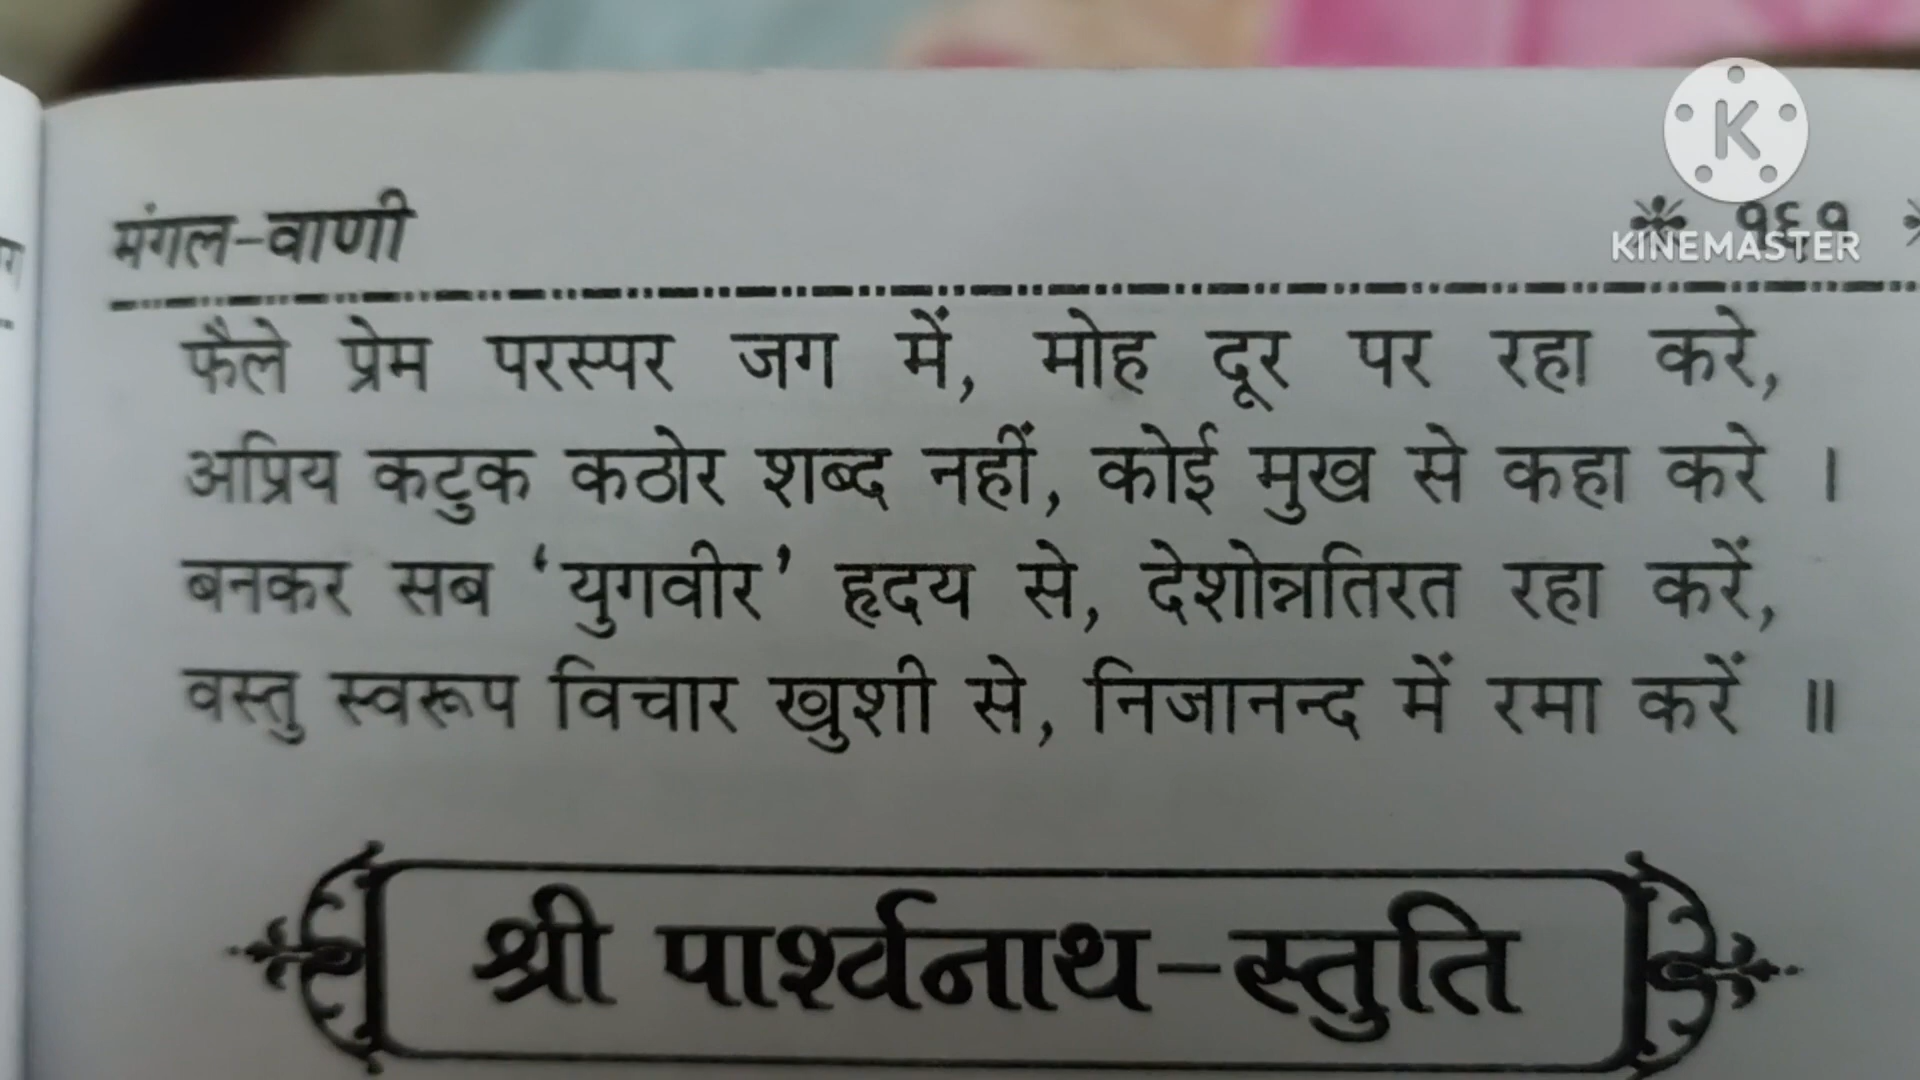 मंगल-वाणी १६१
KINEMASTER
फैले प्रेम परस्पर जग में, मोह दूर पर रहा करे,
अप्रिय कटुक कठोर शब्द नहीं, कोई मुख से कहा करे ।
बनकर सब ‘युगवीर’ हृदय से, देशोन्नतिरत रहा करें,
वस्तु स्वरूप विचार खुशी से, निजानन्द में रमा करें ॥
श्री पार्श्वनाथ-स्तुति